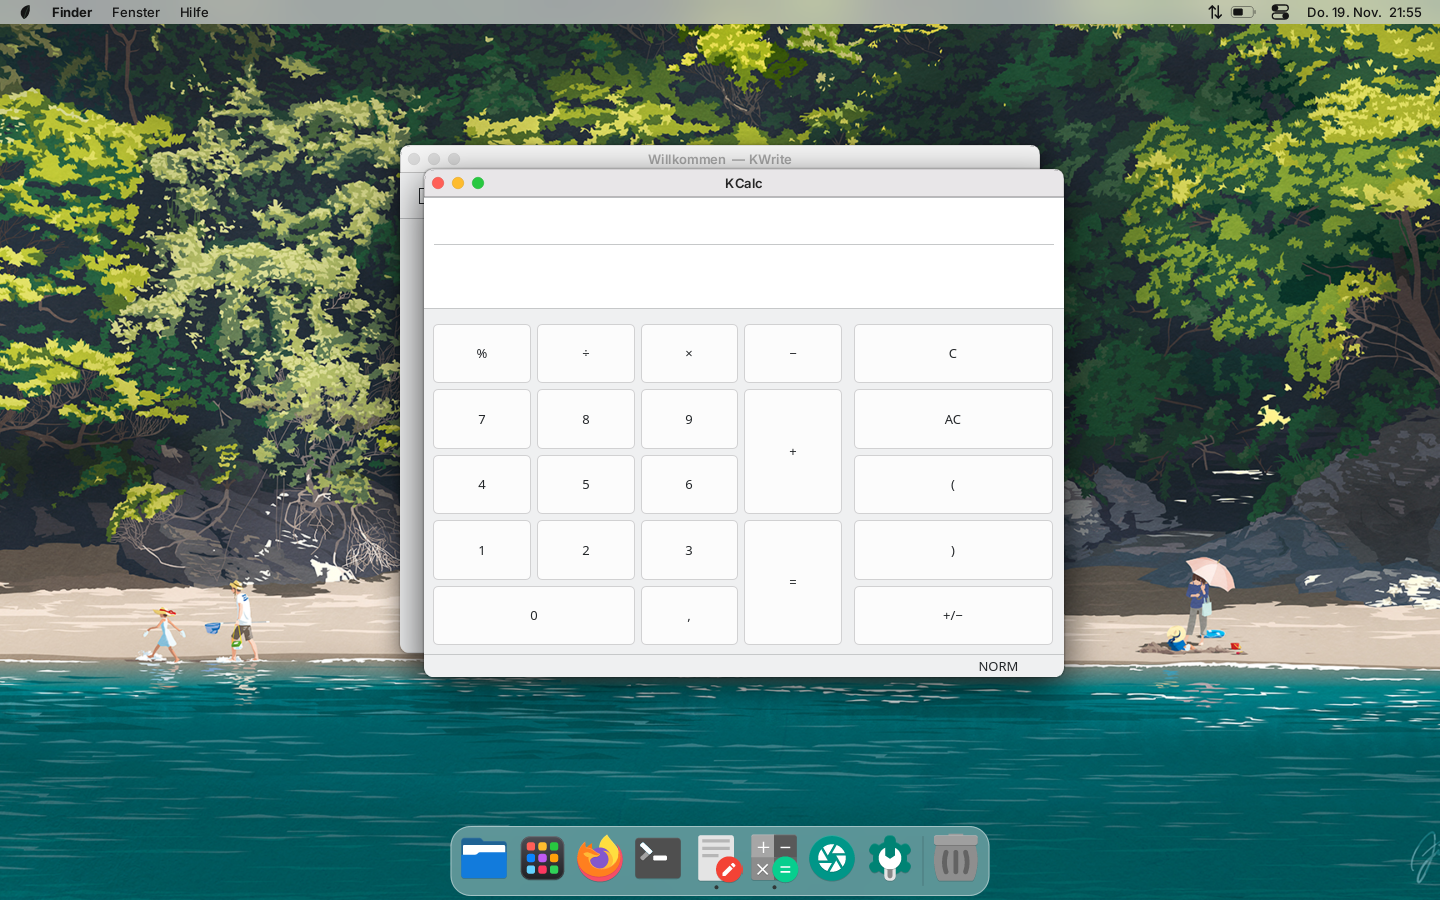 Finder Fenster Hilfe
Do. 19. Nov. 21:55
Willkommen — KWrite
KCalc
% ÷ × − C
7 8 9 + AC
4 5 6 (
1 2 3 = )
0 , +/−
NORM